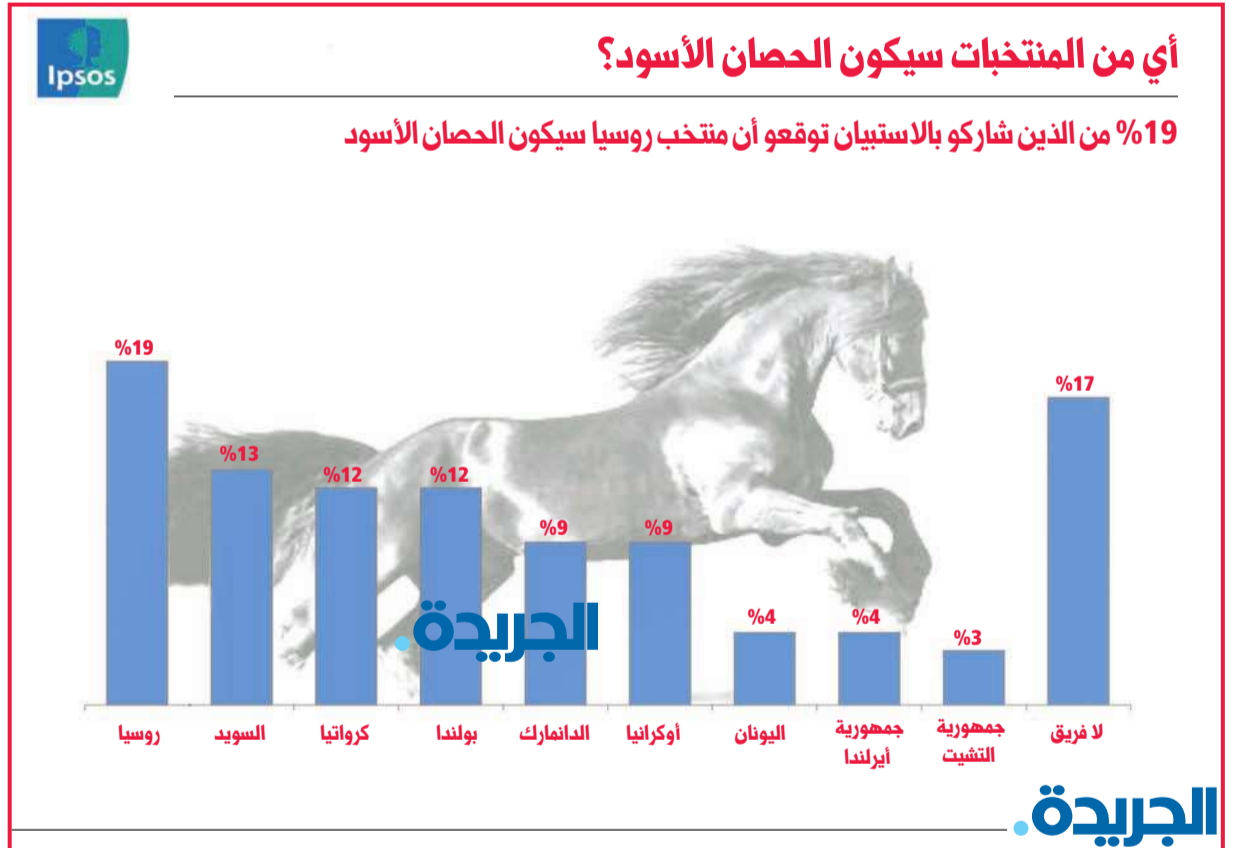 Ipsos
أي من المنتخبات سيكون الحصان الأسود؟
%19 من الذين شاركو بالاستبيان توقعو أن منتخب روسيا سيكون الحصان الأسود
%19
%13
%12
%12
%9
%9
%4
%4
%3
%17
روسيا
السويد
كرواتيا
بولندا
الدانمارك
أوكرانيا
اليونان
جمهورية
أيرلندا
جمهورية
التشيت
لا فريق
الجريدة.
الجريدة.